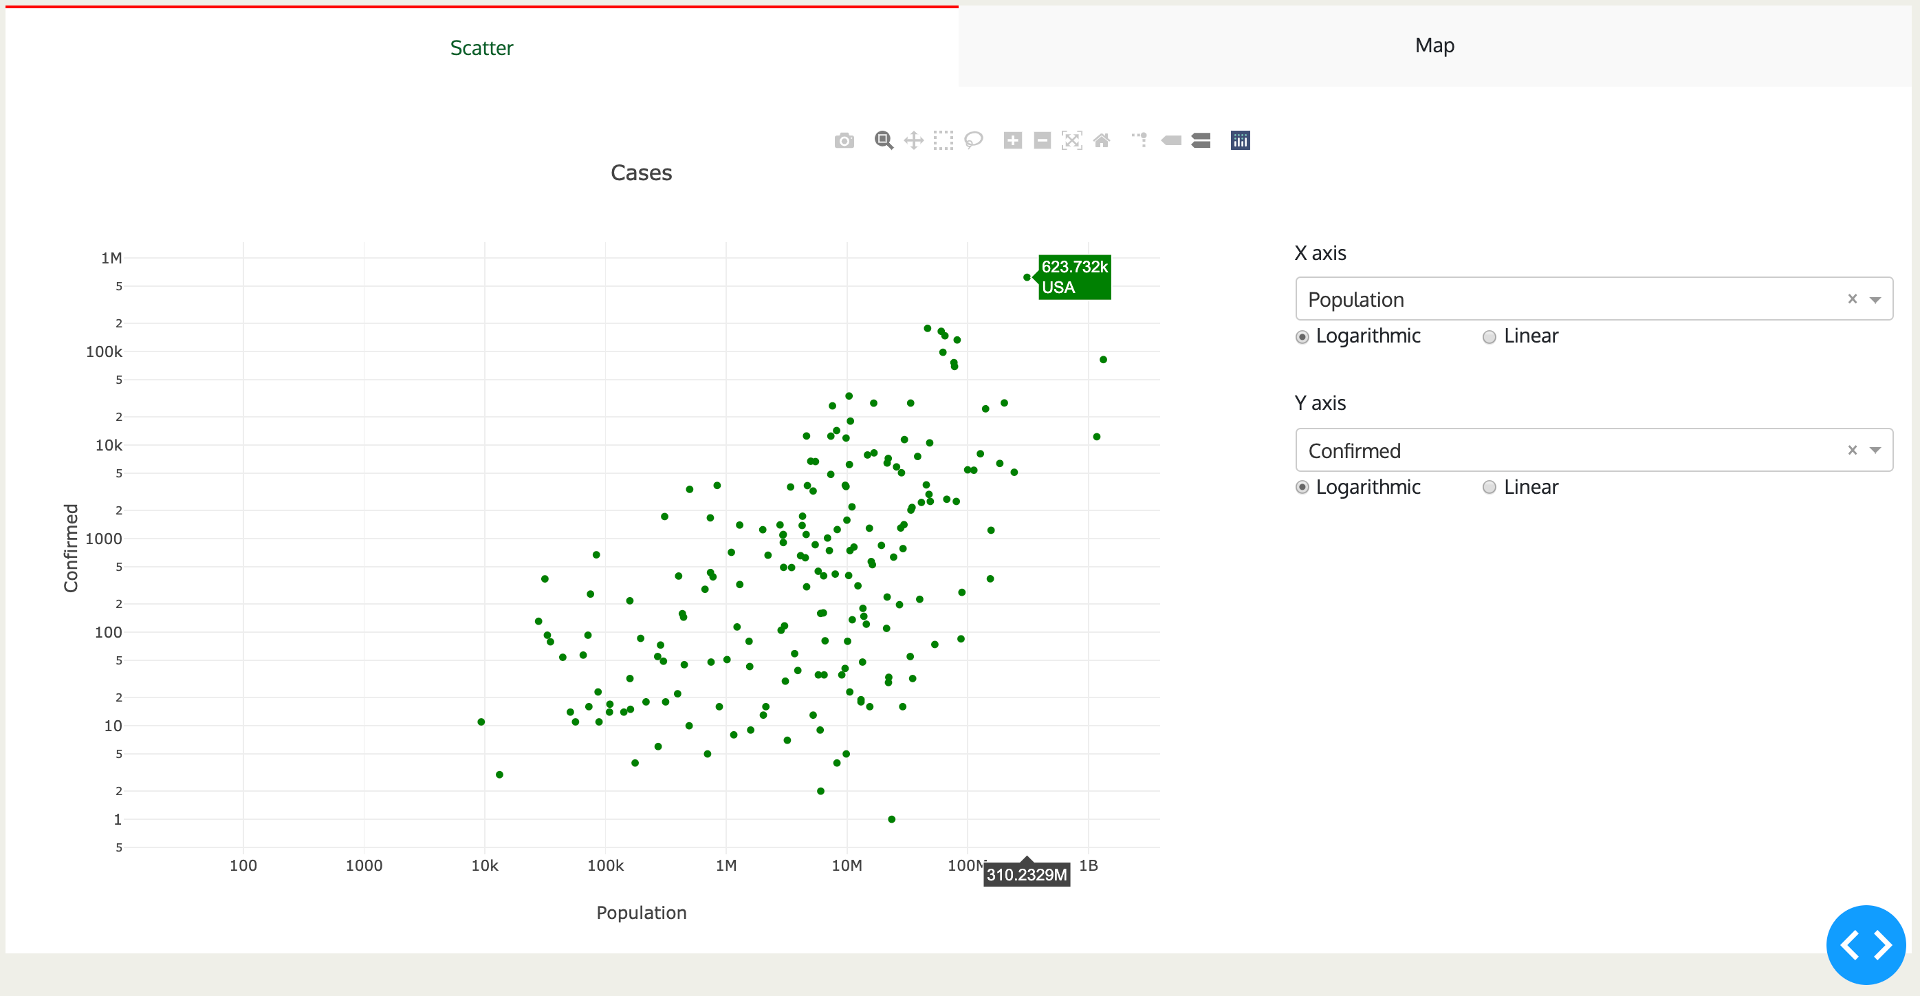 Scatter
Map
Cases
1M
5
2
100k
5
2
10k
5
2
1000
5
2
100
5
2
10
5
2
1
5
Confirmed
623.732k
USA
100
1000
10k
100k
1M
10M
1B
310.2329M
Population
X axis
Population
× 
Logarithmic
Linear
Y axis
Confirmed
×
Logarithmic
Linear